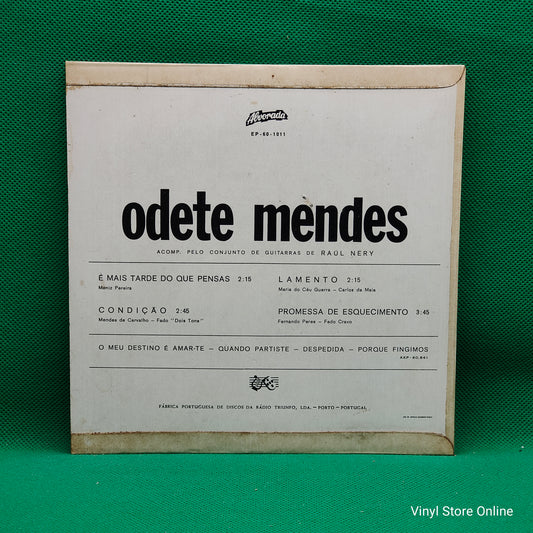 Alvorada
EP-60-1011
odete mendes
ACOMP. PELO CONJUNTO DE GUITARRAS DE RAÚL NERY
É MAIS TARDE DO QUE PENSAS 2:15
Móniz Pereira
CONDIÇÃO 2:45
Mendes de Carvalho – Fado "Dois Tons"
LAMENTO 2:15
Maria do Céu Guerra – Carlos da Maia
PROMESSA DE ESQUECIMENTO 3:45
Fernando Peres – Fado Cravo
O MEU DESTINO É AMAR-TE – QUANDO PARTISTE – DESPEDIDA – PORQUE FINGIMOS
AEP-60.841
FÁBRICA PORTUGUESA DE DISCOS DA RÁDIO TRIUNFO, LDA. – PORTO – PORTUGAL
Vinyl Store Online